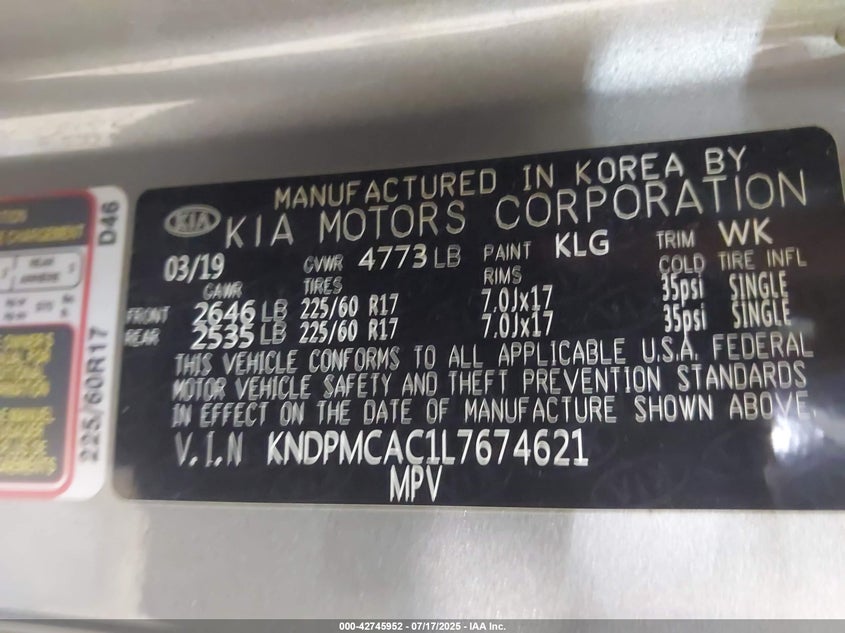 MANUFACTURED IN KOREA BY
KIA KIA MOTORS CORPORATION
03/19 GVWR 4773 LB PAINT KLG TRIM WK
GAWR TIRES RIMS COLD TIRE INFL
FRONT 2646 LB 225/60 R17 7.0Jx17 35psi SINGLE
REAR 2535 LB 225/60 R17 7.0Jx17 35psi SINGLE
THIS VEHICLE CONFORMS TO ALL APPLICABLE U.S.A. FEDERAL
MOTOR VEHICLE SAFETY AND THEFT PREVENTION STANDARDS
IN EFFECT ON THE DATE OF MANUFACTURE SHOWN ABOVE.
V.I.N KNDPMCAC1L7674621
MPV
D46
225/60R17
000-42745952 / 07/17/2025 - IAA Inc.